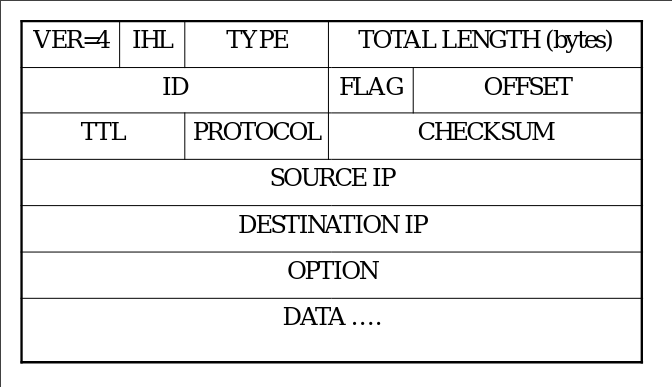 VER=4 IHL TYPE TOTAL LENGTH (bytes)
ID FLAG OFFSET
TTL PROTOCOL CHECKSUM
SOURCE IP
DESTINATION IP
OPTION
DATA ....